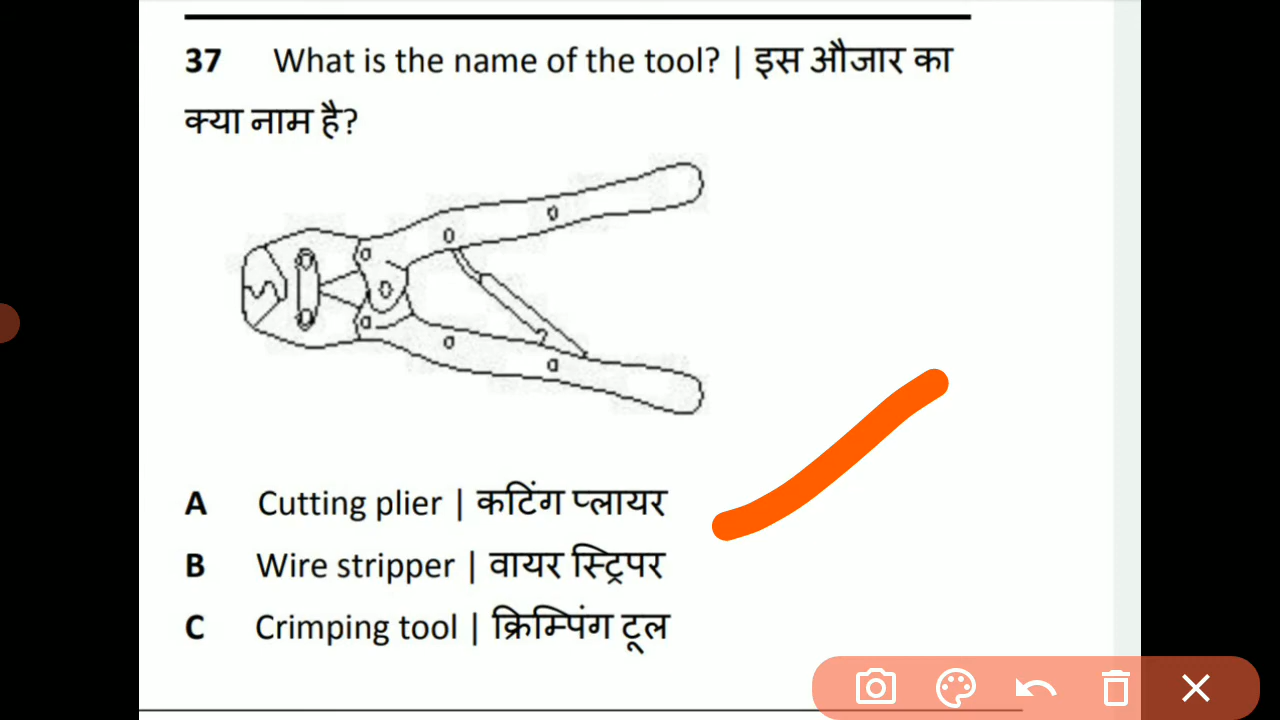 37 What is the name of the tool? | इस औजार का
क्या नाम है?
A Cutting plier | कटिंग प्लायर
B Wire stripper | वायर स्ट्रिपर
C Crimping tool | क्रिम्पिंग टूल